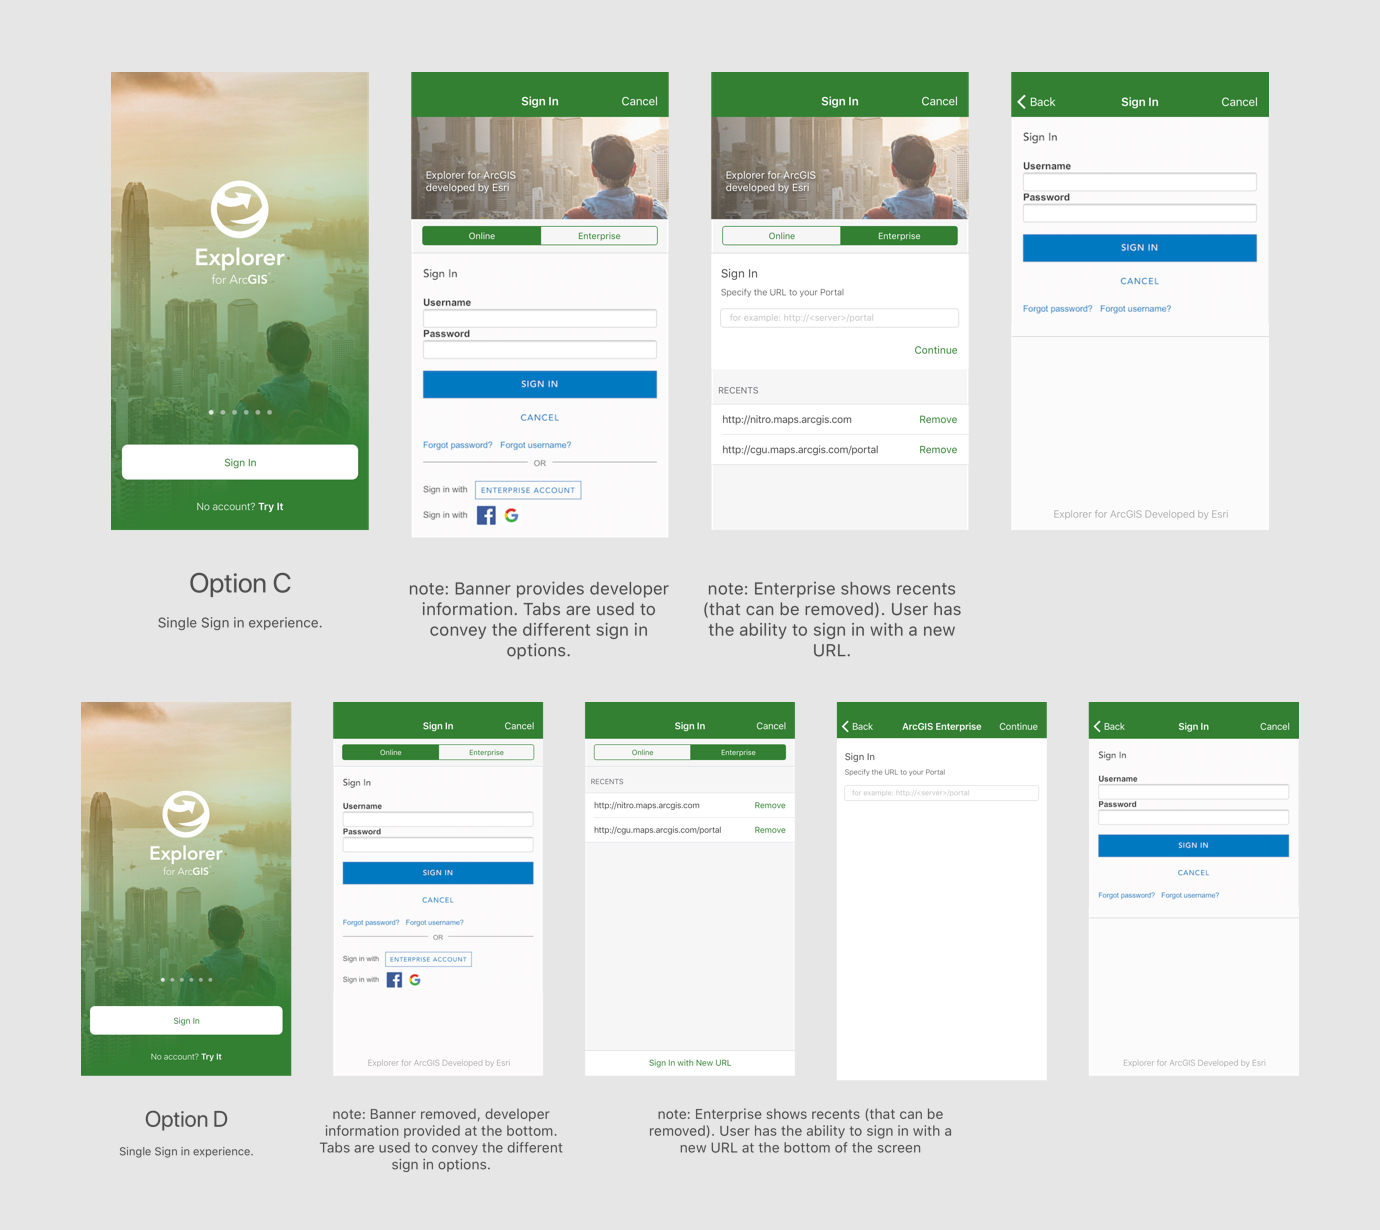 Explorer
for ArcGIS
Sign In
No account? Try It
Option C
Single Sign in experience.
Sign In
Cancel
Explorer for ArcGIS
developed by Esri
Online
Enterprise
Sign In
Username
Password
SIGN IN
CANCEL
Forgot password? Forgot username?
OR
Sign in with ENTERPRISE ACCOUNT
Sign in with
note: Banner provides developer
information. Tabs are used to
convey the different sign in
options.
Sign In
Cancel
Explorer for ArcGIS
developed by Esri
Online
Enterprise
Sign In
Specify the URL to your Portal
for example: http://<server>/portal
Continue
RECENTS
http://nitro.maps.arcgis.com Remove
http://cgu.maps.arcgis.com/portal Remove
note: Enterprise shows recents
(that can be removed). User has
the ability to sign in with a new
URL.
Back
Sign In
Cancel
Sign In
Username
Password
SIGN IN
CANCEL
Forgot password? Forgot username?
Explorer for ArcGIS Developed by Esri
Explorer
for ArcGIS
Sign In
No account? Try It
Option D
Single Sign in experience.
Sign In
Cancel
Online
Enterprise
Sign In
Username
Password
SIGN IN
CANCEL
Forgot password? Forgot username?
OR
Sign in with ENTERPRISE ACCOUNT
Sign in with
Explorer for ArcGIS Developed by Esri
note: Banner removed, developer
information provided at the bottom.
Tabs are used to convey the different
sign in options.
Sign In
Cancel
Online
Enterprise
RECENTS
http://nitro.maps.arcgis.com Remove
http://cgu.maps.arcgis.com/portal Remove
Sign In with New URL
Back
ArcGIS Enterprise
Continue
Sign In
Specify the URL to your Portal
for example: http://<server>/portal
note: Enterprise shows recents (that can be
removed). User has the ability to sign in with a
new URL at the bottom of the screen
Back
Sign In
Cancel
Sign In
Username
Password
SIGN IN
CANCEL
Forgot password? Forgot username?
Explorer for ArcGIS Developed by Esri